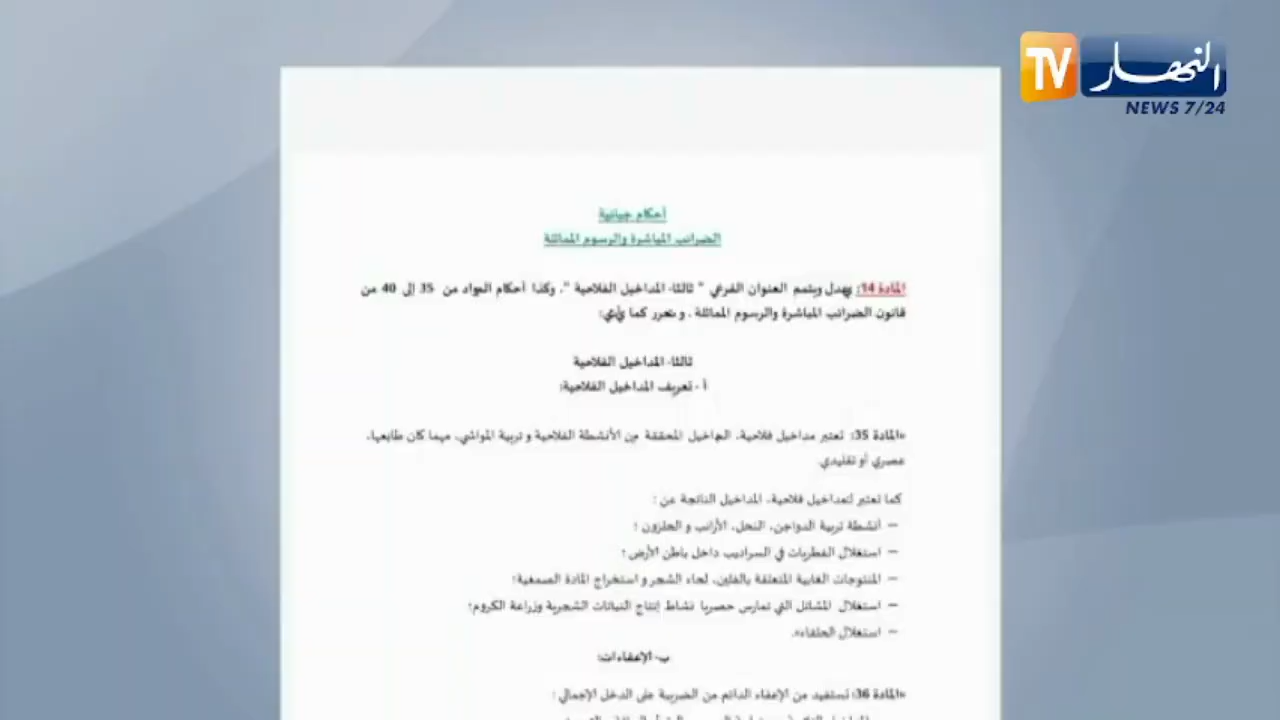 النهار TV
NEWS 7/24
أحكام جبائية
الضرائب المباشرة والرسوم المماثلة
المادة 14: يعدل ويتمم العنوان الفرعي " ثالثا- المداخيل الفلاحية "، وكذا أحكام المواد من 35 إلى 40 من
قانون الضرائب المباشرة والرسوم المماثلة ، و تحرر كما يأتي:
ثالثا- المداخيل الفلاحية
أ - تعريف المداخيل الفلاحية:
«المادة 35: تعتبر مداخيل فلاحية، المداخيل المحققة من الأنشطة الفلاحية و تربية المواشي، مهما كان طابعها،
عصري أو تقليدي.
كما تعتبر كمداخيل فلاحية، المداخيل الناتجة عن :
– أنشطة تربية الدواجن، النحل، الأرانب و الحلزون ؛
– استغلال الفطريات في السراديب داخل باطن الأرض ؛
– المنتوجات الغابية المتعلقة بالفلين، لحاء الشجر و استخراج المادة الصمغية؛
– استغلال المشاتل التي تمارس حصريا نشاط إنتاج النباتات الشجرية وزراعة الكروم؛
– استغلال الحلفاء».
ب- الإعفاءات:
«المادة 36: تستفيد من الإعفاء الدائم من الضريبة على الدخل الإجمالي :